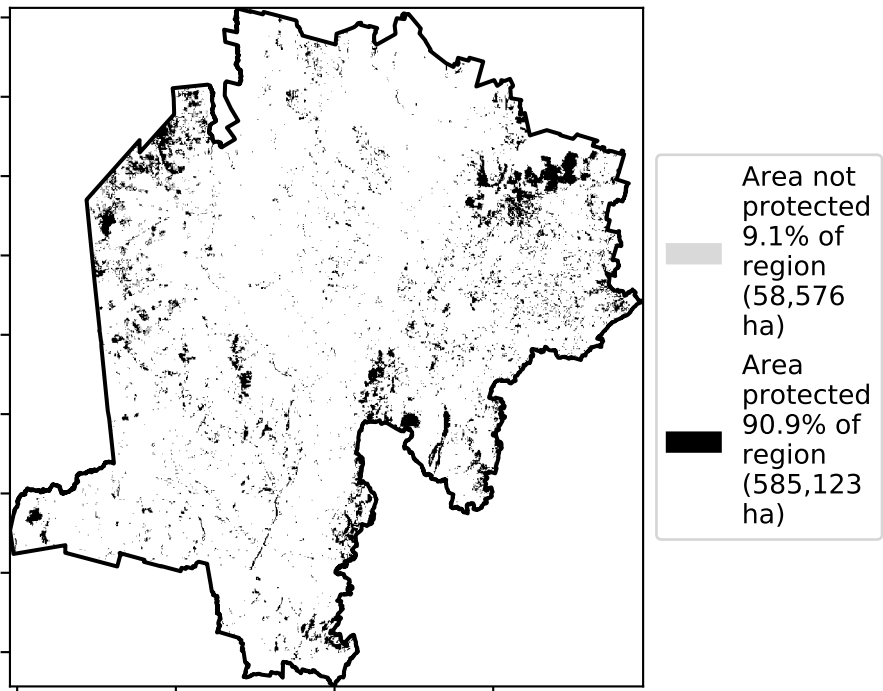 Area not
protected
9.1% of
region
(58,576
ha)
Area
protected
90.9% of
region
(585,123
ha)